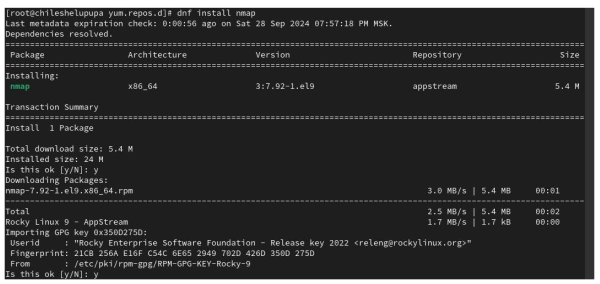 [root@chileshelupupa yum.repos.d]# dnf install nmap
Last metadata expiration check: 0:00:56 ago on Sat 28 Sep 2024 07:57:18 PM MSK.
Dependencies resolved.
================================================================================
Package Architecture Version Repository Size
================================================================================
Installing:
nmap x86_64 3:7.92-1.el9 appstream 5.4 M

Transaction Summary
================================================================================
Install 1 Package

Total download size: 5.4 M
Installed size: 24 M
Is this ok [y/N]: y
Downloading Packages:
nmap-7.92-1.el9.x86_64.rpm 3.0 MB/s | 5.4 MB 00:01
--------------------------------------------------------------------------------
Total 2.5 MB/s | 5.4 MB 00:02
Rocky Linux 9 - AppStream 1.7 MB/s | 1.7 kB 00:00
Importing GPG key 0x350D275D:
Userid : "Rocky Enterprise Software Foundation - Release key 2022 <releng@rockylinux.org>"
Fingerprint: 21CB 256A E16F C54C 6E65 2949 702D 426D 350D 275D
From : /etc/pki/rpm-gpg/RPM-GPG-KEY-Rocky-9
Is this ok [y/N]: y